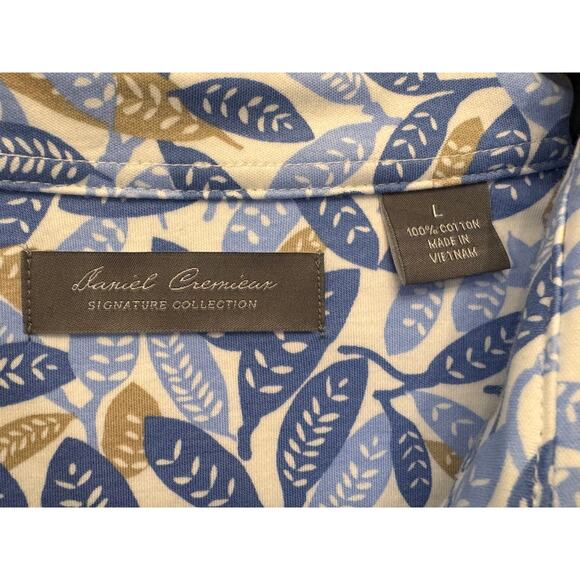 Daniel Cremieux
SIGNATURE COLLECTION
L
100% COTTON
MADE IN
VIETNAM